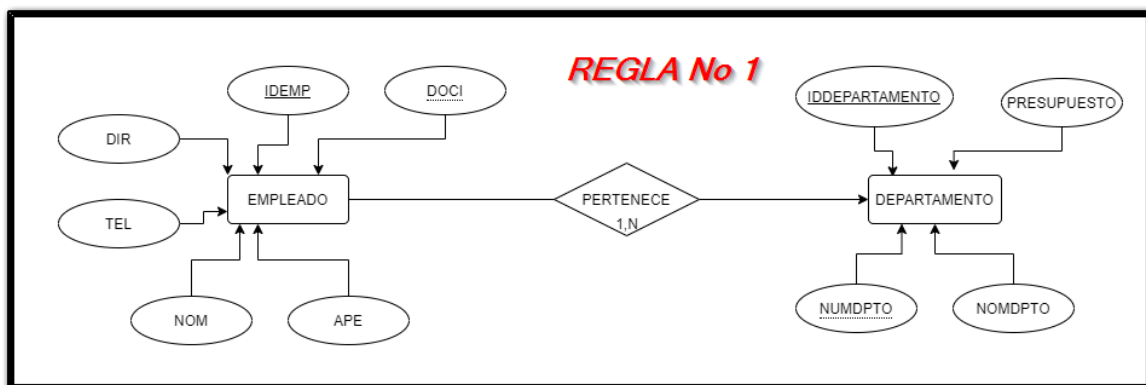 REGLA No 1
IDEMP
DOCI
IDDEPARTAMENTO
PRESUPUESTO
DIR
EMPLEADO
PERTENECE
1,N
DEPARTAMENTO
TEL
NOM
APE
NUMDPTO
NOMDPTO